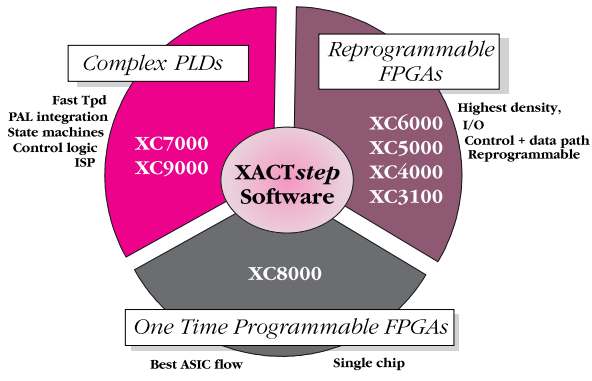 Complex PLDs
Fast Tpd
PAL integration
State machines
Control logic
ISP
XC7000
XC9000
Reprogrammable
FPGAs
XC6000
XC5000
XC4000
XC3100
Highest density,
I/O
Control + data path
Reprogrammable
XACTstep
Software
XC8000
One Time Programmable FPGAs
Best ASIC flow
Single chip